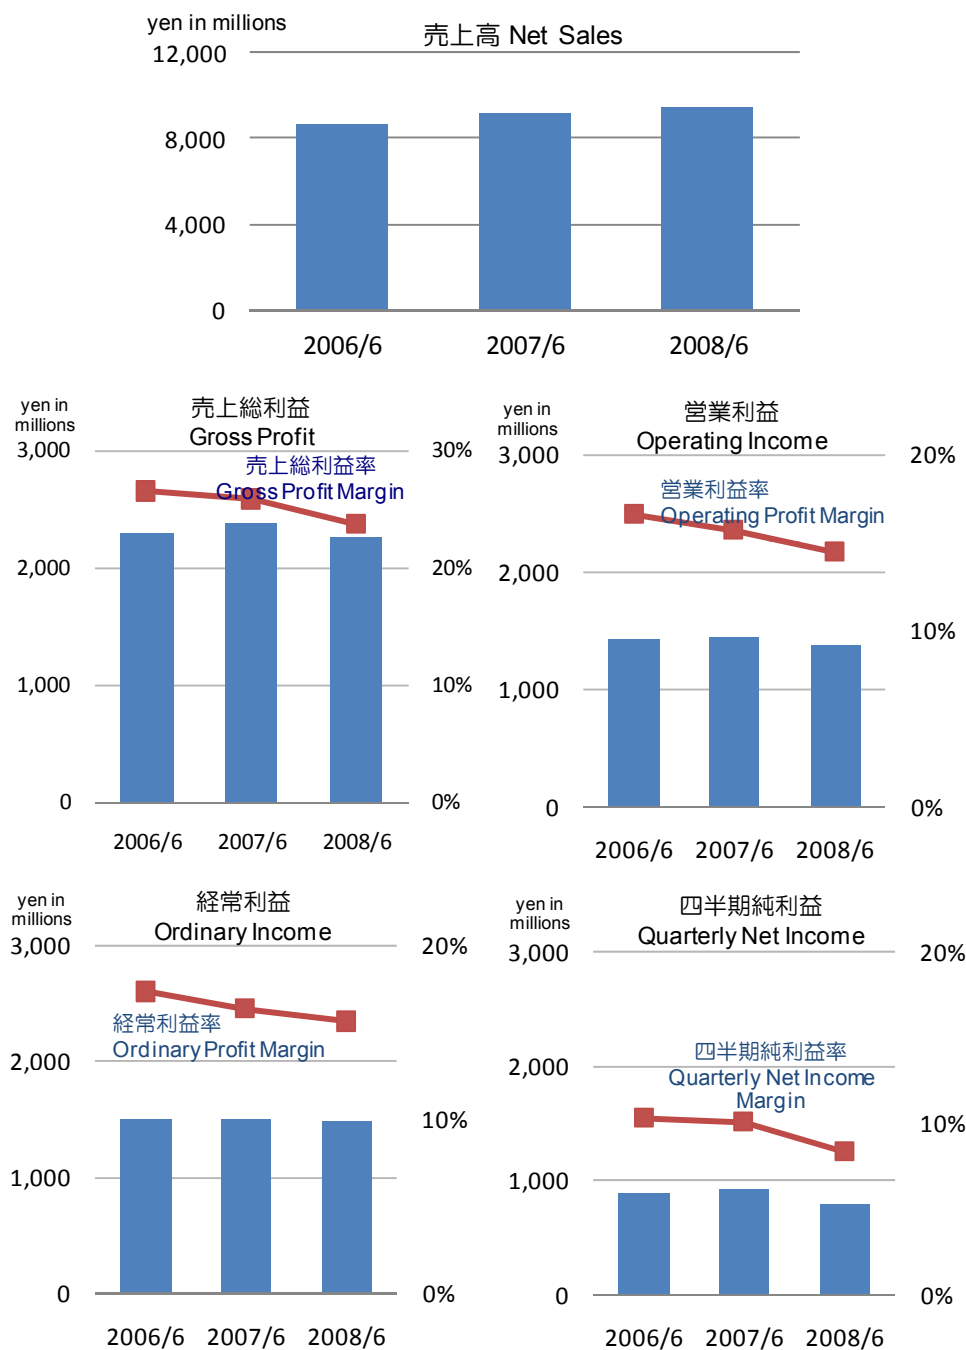 yen in millions
売上高 Net Sales
12,000
8,000
4,000
0
2006/6 2007/6 2008/6
yen in
millions
売上総利益
Gross Profit
3,000 30%
売上総利益率
Gross Profit Margin
2,000 20%
1,000 10%
0 0%
2006/6 2007/6 2008/6
yen in
millions
営業利益
Operating Income
3,000 20%
営業利益率
Operating Profit Margin
2,000
10%
1,000
0 0%
2006/6 2007/6 2008/6
yen in
millions
経常利益
Ordinary Income
3,000 20%
経常利益率
Ordinary Profit Margin
2,000
10%
1,000
0 0%
2006/6 2007/6 2008/6
yen in
millions
四半期純利益
Quarterly Net Income
3,000 20%
四半期純利益率
2,000
Quarterly Net Income
Margin
10%
1,000
0 0%
2006/6 2007/6 2008/6